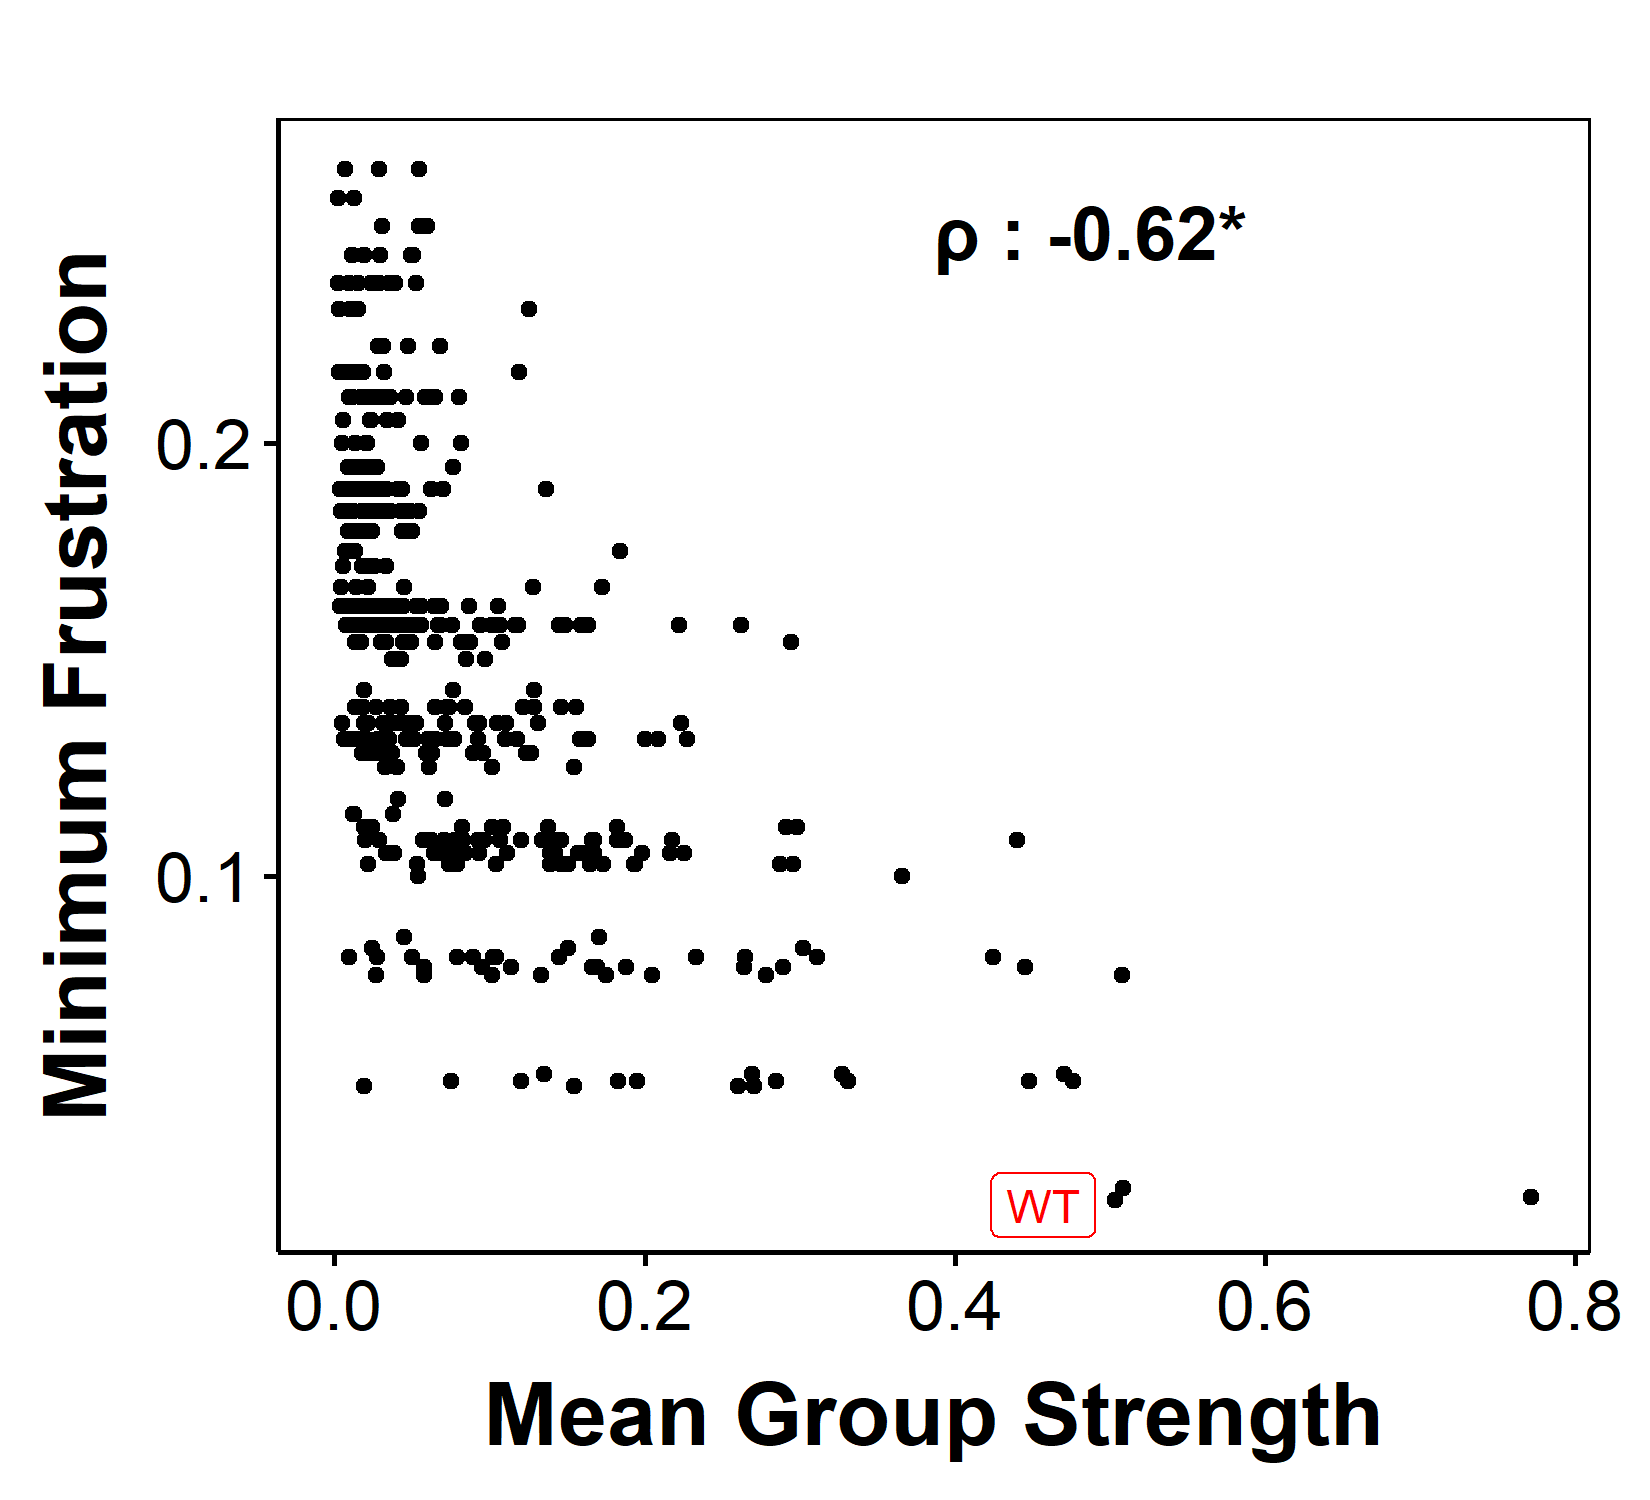 ρ : -0.62*
Minimum Frustration
0.2
0.1
WT
0.0 0.2 0.4 0.6 0.8
Mean Group Strength